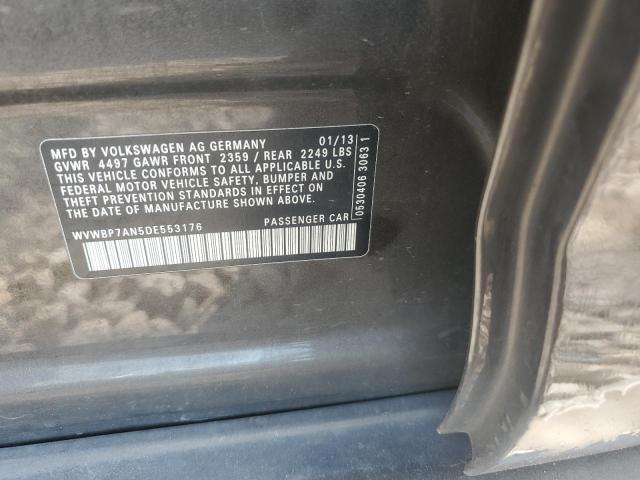 MFD BY VOLKSWAGEN AG GERMANY 01/13
GVWR 4497 GAWR FRONT 2359 / REAR 2249 LBS
THIS VEHICLE CONFORMS TO ALL APPLICABLE U.S.
FEDERAL MOTOR VEHICLE SAFETY, BUMPER AND
THEFT PREVENTION STANDARDS IN EFFECT ON
THE DATE OF MANUFACTURE SHOWN ABOVE.
WVWBP7AN5DE553176 PASSENGER CAR
0530406 3063 1